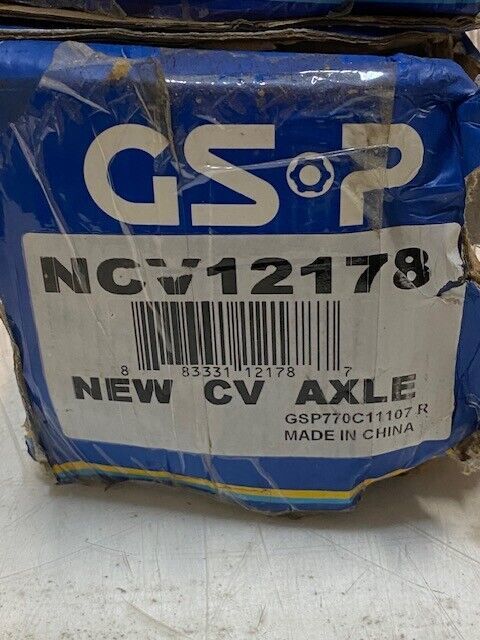 GSP
NCV12178
8 83331 12178 7
NEW CV AXLE
GSP770C11107 R
MADE IN CHINA